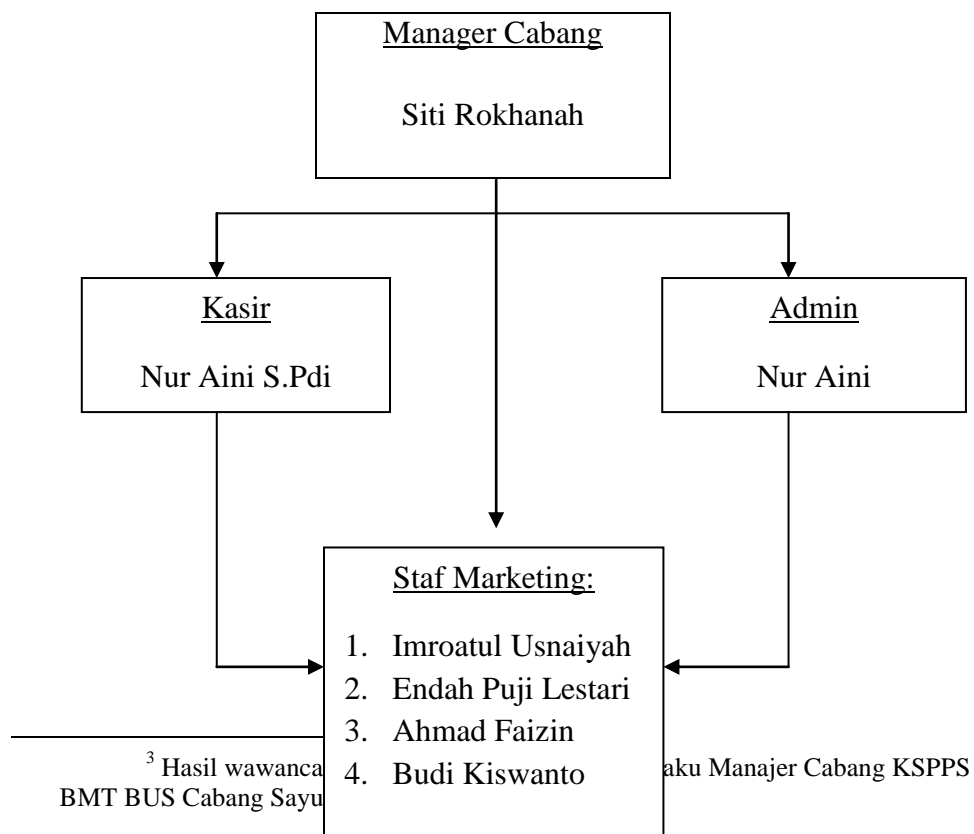 Manager Cabang
Siti Rokhanah
Kasir
Nur Aini S.Pdi
Admin
Nur Aini
Staf Marketing:
1. Imroatul Usnaiyah
2. Endah Puji Lestari
3. Ahmad Faizin
4. Budi Kiswanto
3 Hasil wawanca aku Manajer Cabang KSPPS
BMT BUS Cabang Sayu